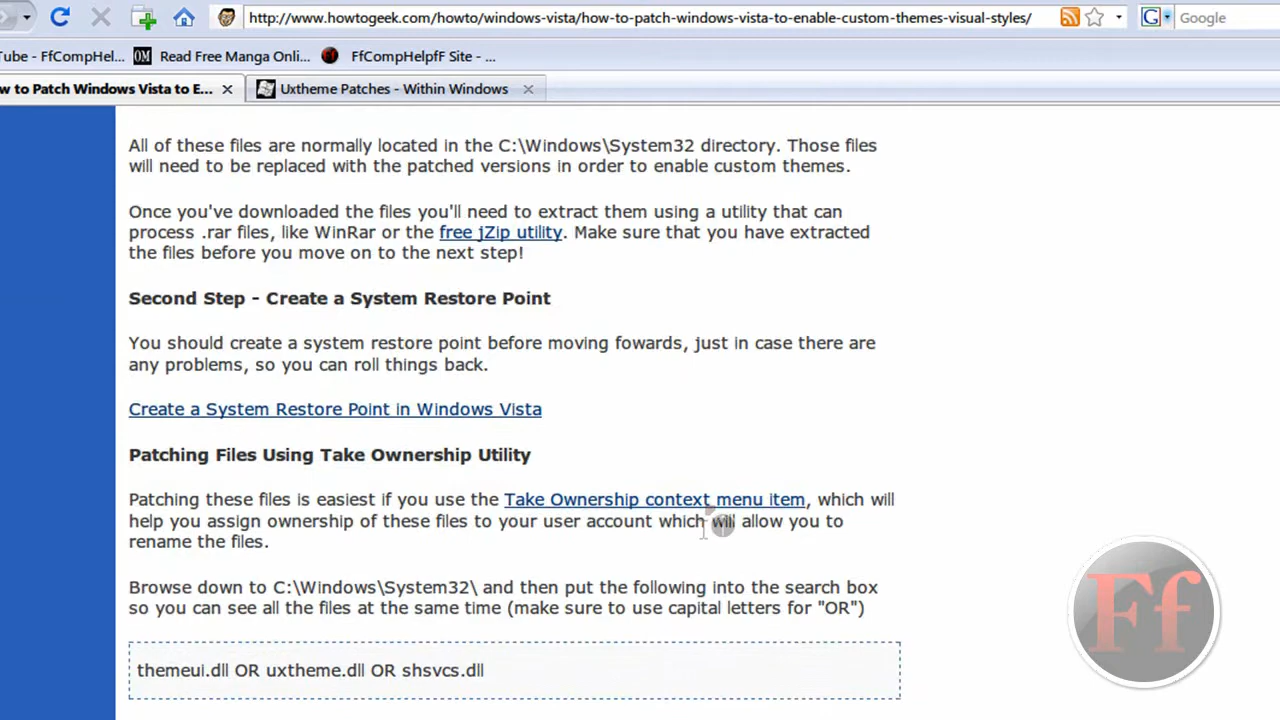 http://www.howtogeek.com/howto/windows-vista/how-to-patch-windows-vista-to-enable-custom-themes-visual-styles/
Google
Tube - FfCompHel... Read Free Manga Onli... FfCompHelpfF Site - ...
w to Patch Windows Vista to E... Uxtheme Patches - Within Windows
All of these files are normally located in the C:\Windows\System32 directory. Those files
will need to be replaced with the patched versions in order to enable custom themes.
Once you've downloaded the files you'll need to extract them using a utility that can
process .rar files, like WinRar or the free jZip utility. Make sure that you have extracted
the files before you move on to the next step!
Second Step - Create a System Restore Point
You should create a system restore point before moving fowards, just in case there are
any problems, so you can roll things back.
Create a System Restore Point in Windows Vista
Patching Files Using Take Ownership Utility
Patching these files is easiest if you use the Take Ownership context menu item, which will
help you assign ownership of these files to your user account which will allow you to
rename the files.
Browse down to C:\Windows\System32\ and then put the following into the search box
so you can see all the files at the same time (make sure to use capital letters for "OR")
themeui.dll OR uxtheme.dll OR shsvcs.dll
Ff